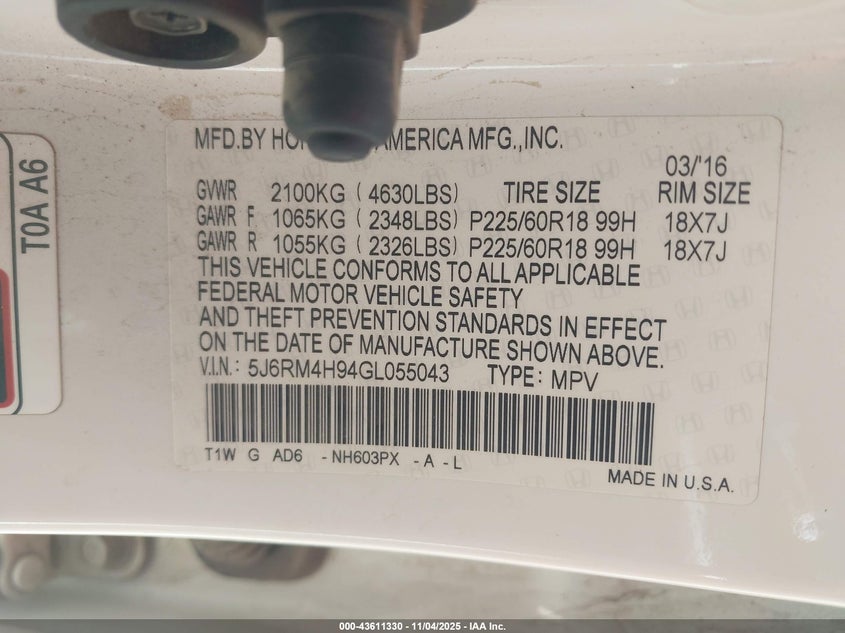 T0A A6
MFD.BY AMERICA MFG.,INC.
03/'16
GVWR 2100KG ( 4630LBS) TIRE SIZE RIM SIZE
GAWR F 1065KG ( 2348LBS) P225/60R18 99H 18X7J
GAWR R 1055KG ( 2326LBS) P225/60R18 99H 18X7J
THIS VEHICLE CONFORMS TO ALL APPLICABLE
FEDERAL MOTOR VEHICLE SAFETY
AND THEFT PREVENTION STANDARDS IN EFFECT
ON THE DATE OF MANUFACTURE SHOWN ABOVE.
V.I.N.: 5J6RM4H94GL055043 TYPE: MPV
T1W G AD6 -NH603PX -A -L
MADE IN U.S.A.
000-43611330 - 11/04/2025 - IAA Inc.